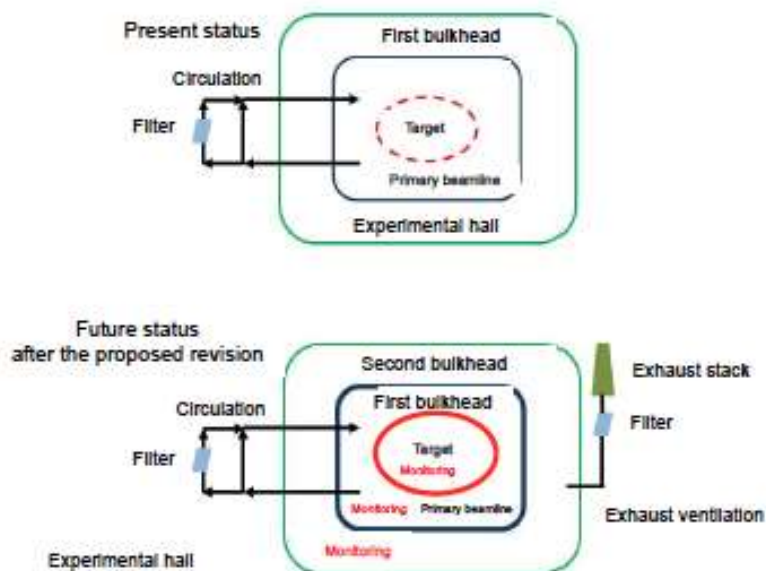 Present status
First bulkhead
Circulation
Filter
Target
Primary beamline
Experimental hall
Future status
after the proposed revision
Second bulkhead
Exhaust stack
First bulkhead
Circulation
Filter
Target
Monitoring
Filter
Monitoring Primary beamline
Exhaust ventilation
Monitoring
Experimental hall